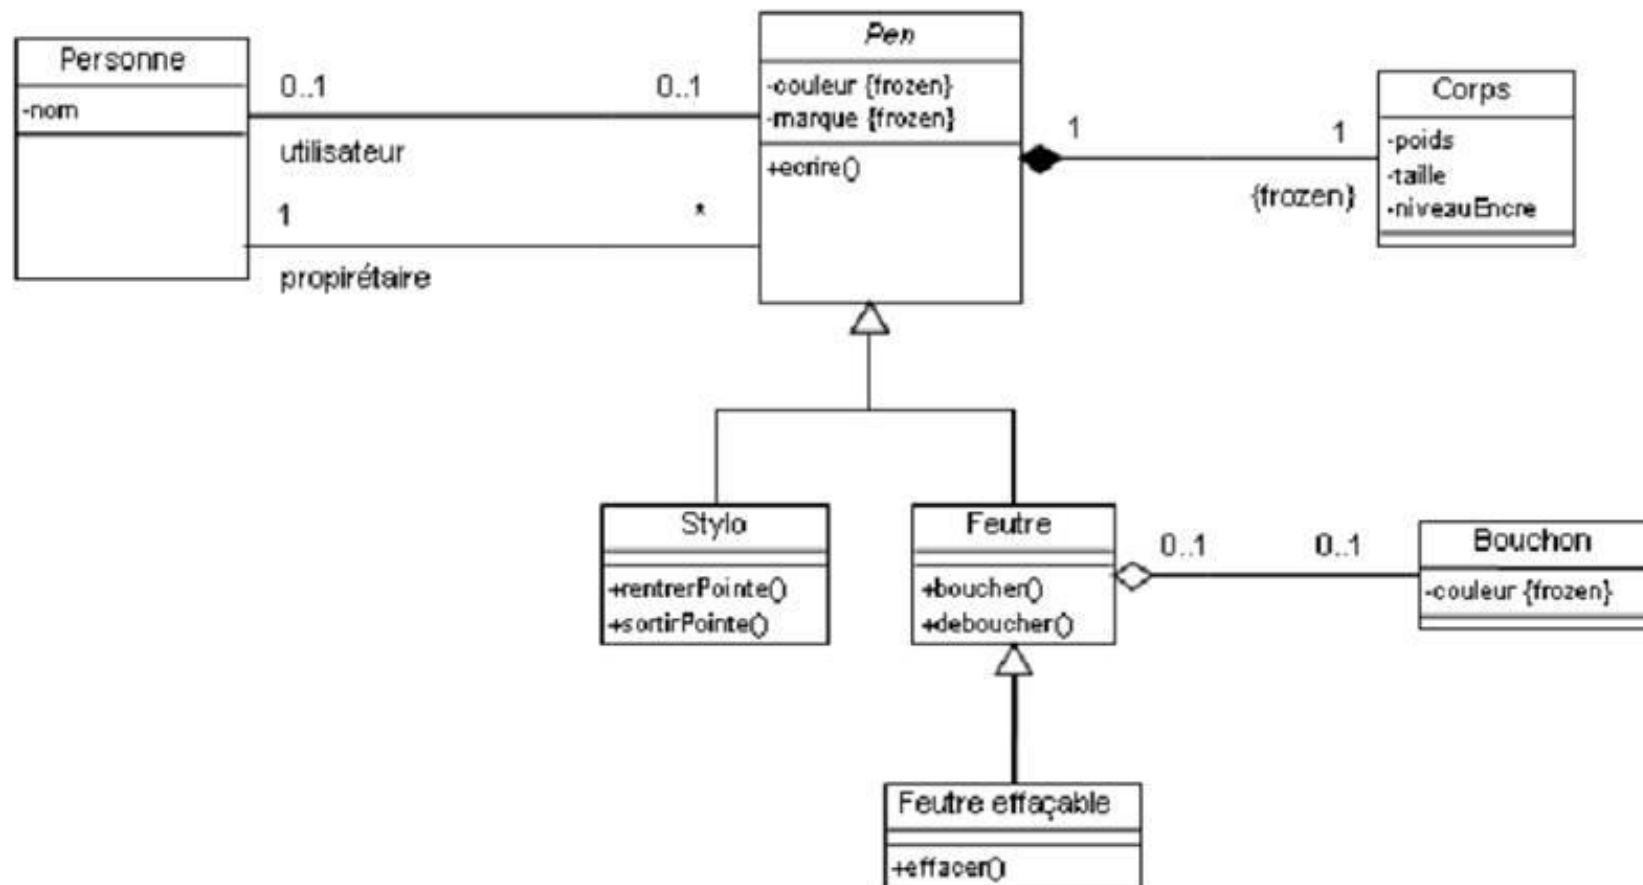 Personne
-nom
0..1
0..1
utilisateur
1
*
propirétaire
Pen
-couleur {frozen}
-marque {frozen}
+ecrire()
1
1
{frozen}
Corps
-poids
-taille
-niveauEncre
Stylo
+rentrerPointe()
+sortirPointe()
Feutre
+boucher()
+deboucher()
0..1
0..1
Bouchon
-couleur {frozen}
Feutre effaçable
+effacer()